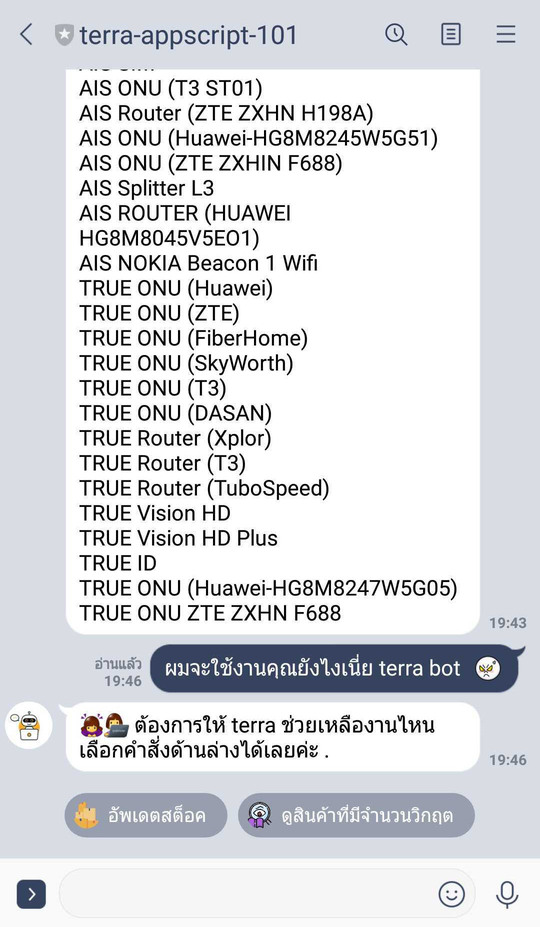 terra-appscript-101
AIS ONU (T3 ST01)
AIS Router (ZTE ZXHN H198A)
AIS ONU (Huawei-HG8M8245W5G51)
AIS ONU (ZTE ZXHIN F688)
AIS Splitter L3
AIS ROUTER (HUAWEI
HG8M8045V5EO1)
AIS NOKIA Beacon 1 Wifi
TRUE ONU (Huawei)
TRUE ONU (ZTE)
TRUE ONU (FiberHome)
TRUE ONU (SkyWorth)
TRUE ONU (T3)
TRUE ONU (DASAN)
TRUE Router (Xplor)
TRUE Router (T3)
TRUE Router (TuboSpeed)
TRUE Vision HD
TRUE Vision HD Plus
TRUE ID
TRUE ONU (Huawei-HG8M8247W5G05)
TRUE ONU ZTE ZXHN F688
19:43
อ่านแล้ว
19:46
ผมจะใช้งานคุณยังไงเนี่ย terra bot
ต้องการให้ terra ช่วยเหลืองานไหน
เลือกคำสั่งด้านล่างได้เลยค่ะ .
19:46
อัพเดตสต็อค
ดูสินค้าที่มีจำนวนวิกฤต